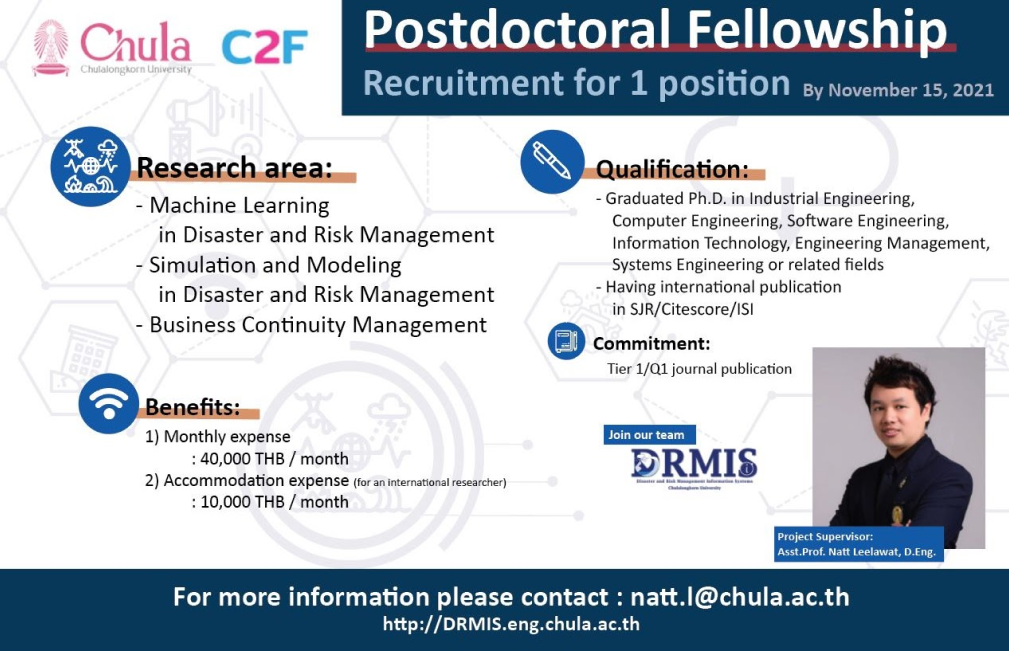 Chula
Chulalongkorn University
C2F
Postdoctoral Fellowship
Recruitment for 1 position By November 15, 2021
Research area:
- Machine Learning
in Disaster and Risk Management
- Simulation and Modeling
in Disaster and Risk Management
- Business Continuity Management
Benefits:
1) Monthly expense
: 40,000 THB / month
2) Accommodation expense (for an international researcher)
: 10,000 THB / month
Qualification:
- Graduated Ph.D. in Industrial Engineering,
Computer Engineering, Software Engineering,
Information Technology, Engineering Management,
Systems Engineering or related fields
- Having international publication
in SJR/Citescore/ISI
Commitment:
Tier 1/Q1 journal publication
Join our team
DRMIS
Disaster and Risk Management Information Systems
Chulalongkorn University
Project Supervisor:
Asst.Prof. Natt Leelawat, D.Eng.
For more information please contact : natt.l@chula.ac.th
http://DRMIS.eng.chula.ac.th